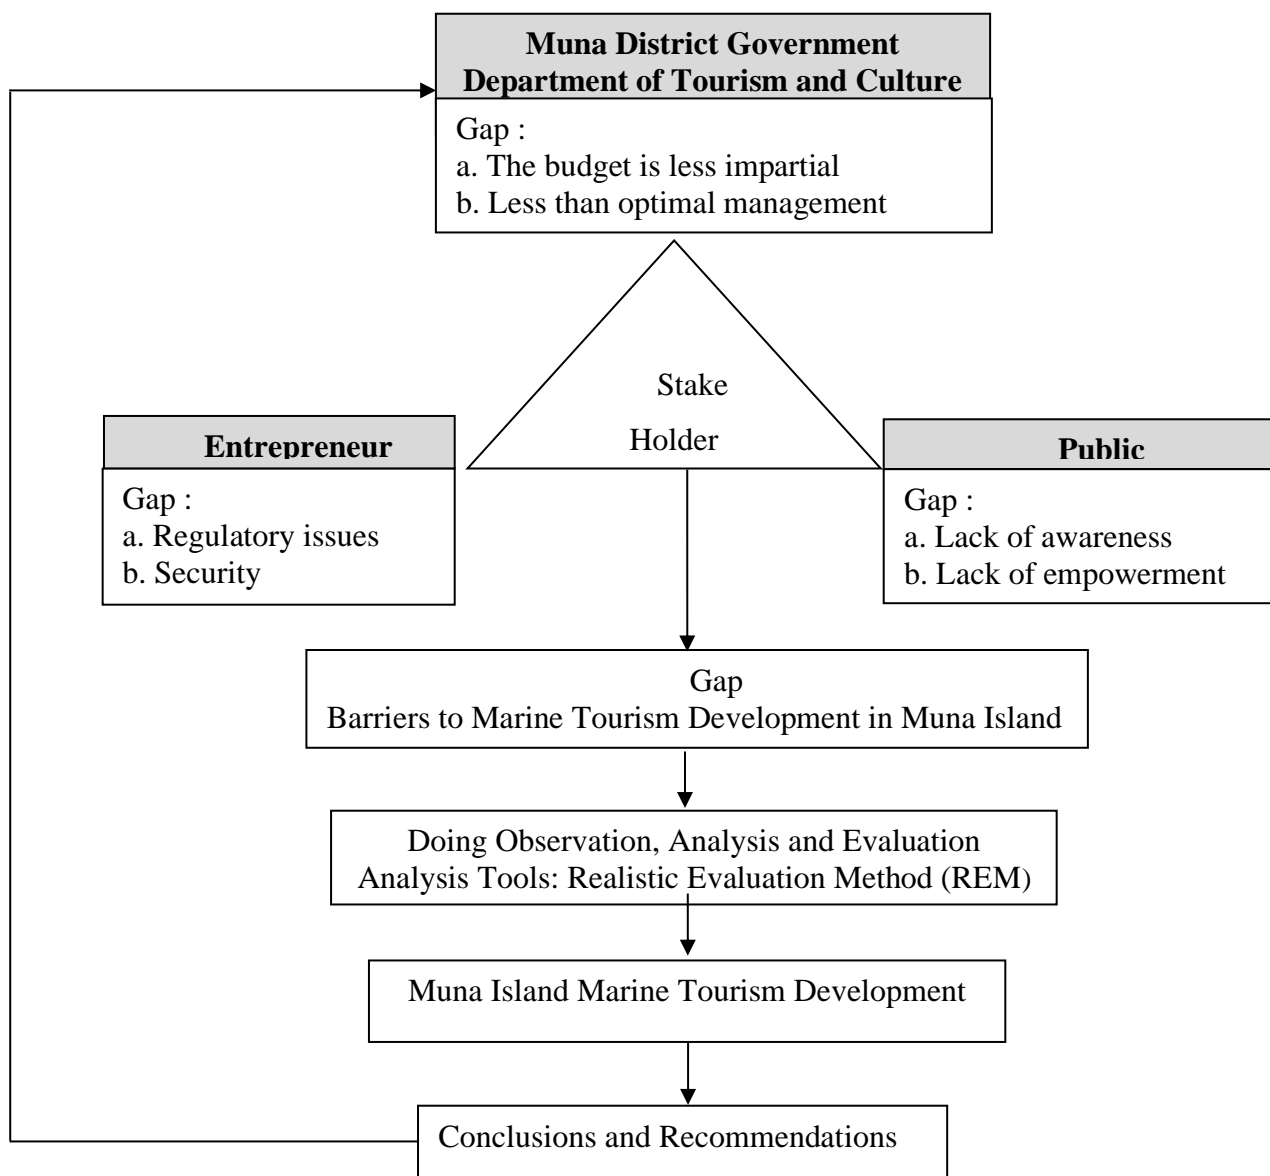 Muna District Government
Department of Tourism and Culture
Gap :
a. The budget is less impartial
b. Less than optimal management
Stake
Holder
Entrepreneur
Gap :
a. Regulatory issues
b. Security
Public
Gap :
a. Lack of awareness
b. Lack of empowerment
Gap
Barriers to Marine Tourism Development in Muna Island
Doing Observation, Analysis and Evaluation
Analysis Tools: Realistic Evaluation Method (REM)
Muna Island Marine Tourism Development
Conclusions and Recommendations